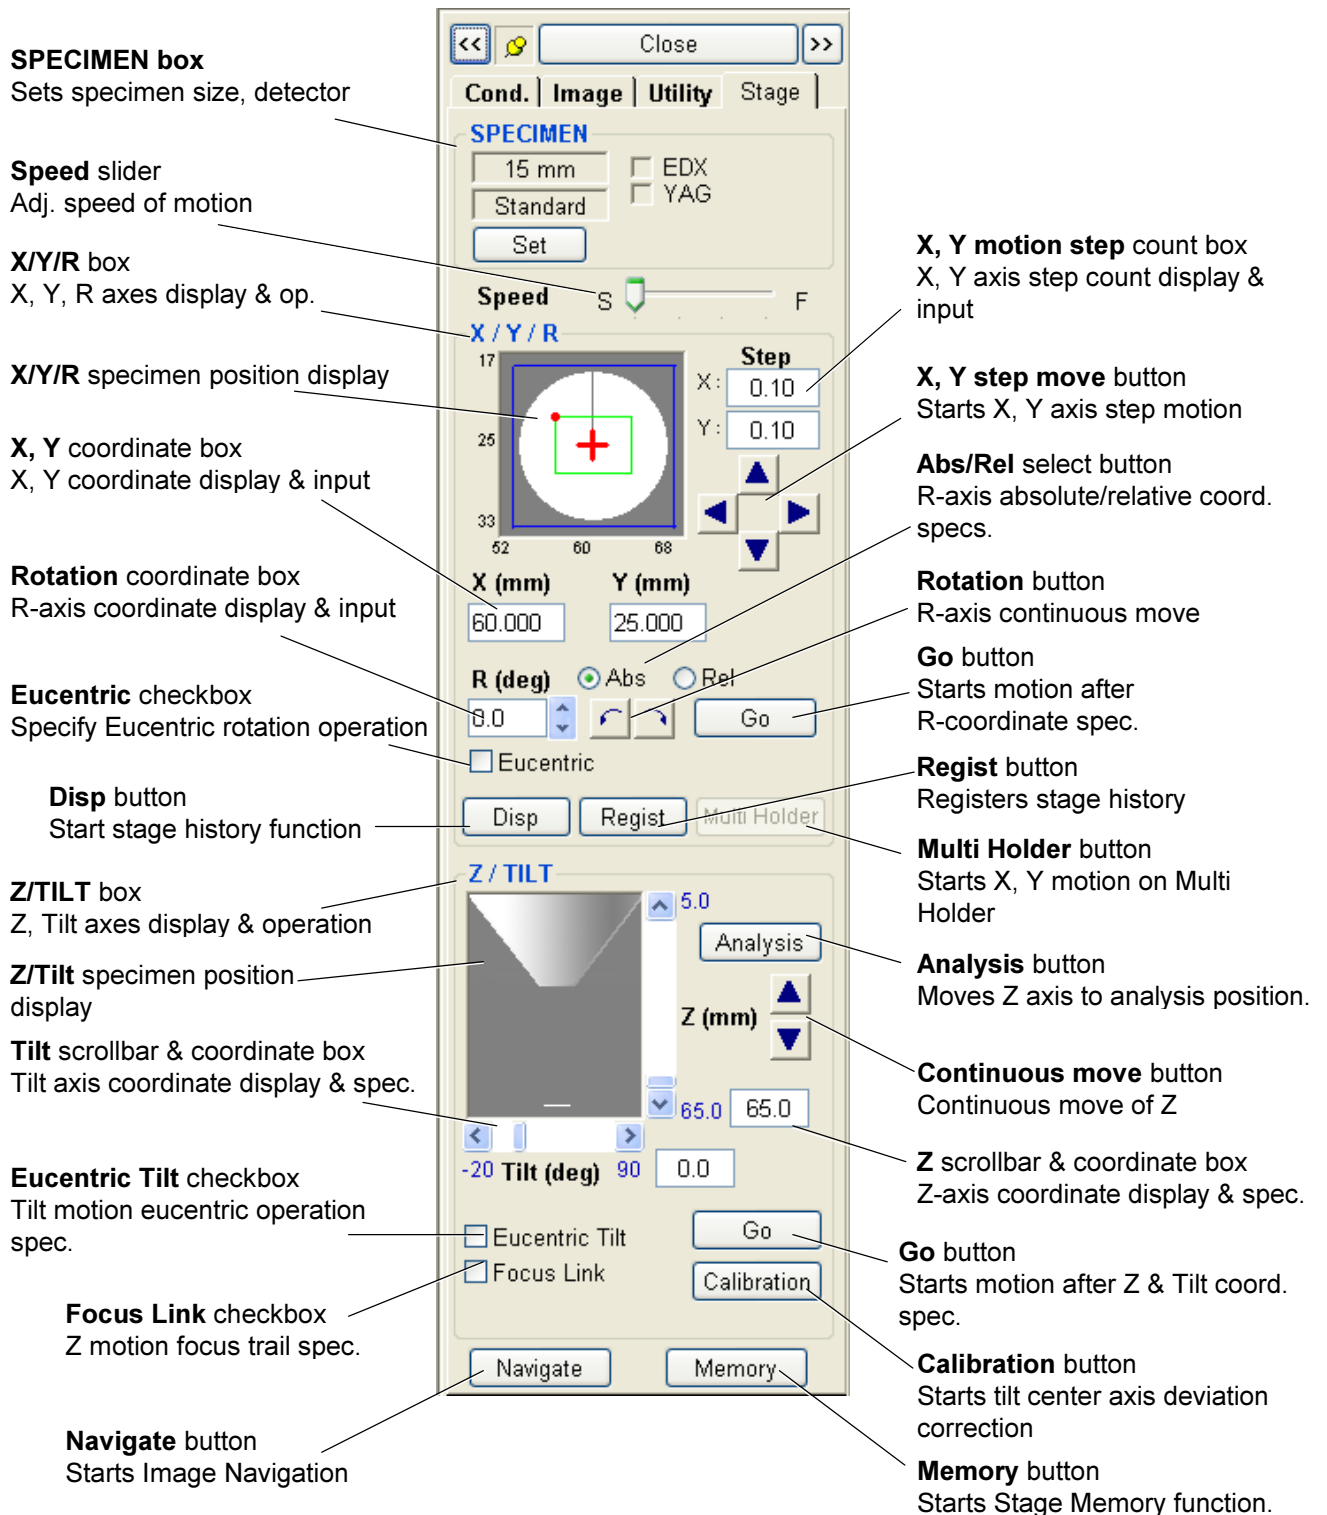 SPECIMEN box
Sets specimen size, detector
Speed slider
Adj. speed of motion
X/Y/R box
X, Y, R axes display & op.
X/Y/R specimen position display
X, Y coordinate box
X, Y coordinate display & input
Rotation coordinate box
R-axis coordinate display & input
Eucentric checkbox
Specify Eucentric rotation operation
Disp button
Start stage history function
Z/TILT box
Z, Tilt axes display & operation
Z/Tilt specimen position
display
Tilt scrollbar & coordinate box
Tilt axis coordinate display & spec.
Eucentric Tilt checkbox
Tilt motion eucentric operation
spec.
Focus Link checkbox
Z motion focus trail spec.
Navigate button
Starts Image Navigation
<< Close >>
Cond. Image Utility Stage
SPECIMEN
15 mm EDX
Standard YAG
Set
Speed S F
X / Y / R
17 Step
X: 0.10
25 Y: 0.10
33
52 60 68
X (mm) Y (mm)
60.000 25.000
R (deg) Abs Rel
0.0 Go
Eucentric
Disp Regist Multi Holder
Z / TILT
5.0
Analysis
Z (mm)
65.0 65.0
-20 Tilt (deg) 90 0.0
Eucentric Tilt Go
Focus Link Calibration
Navigate Memory
X, Y motion step count box
X, Y axis step count display &
input
X, Y step move button
Starts X, Y axis step motion
Abs/Rel select button
R-axis absolute/relative coord.
specs.
Rotation button
R-axis continuous move
Go button
Starts motion after
R-coordinate spec.
Regist button
Registers stage history
Multi Holder button
Starts X, Y motion on Multi
Holder
Analysis button
Moves Z axis to analysis position.
Continuous move button
Continuous move of Z
Z scrollbar & coordinate box
Z-axis coordinate display & spec.
Go button
Starts motion after Z & Tilt coord.
spec.
Calibration button
Starts tilt center axis deviation
correction
Memory button
Starts Stage Memory function.